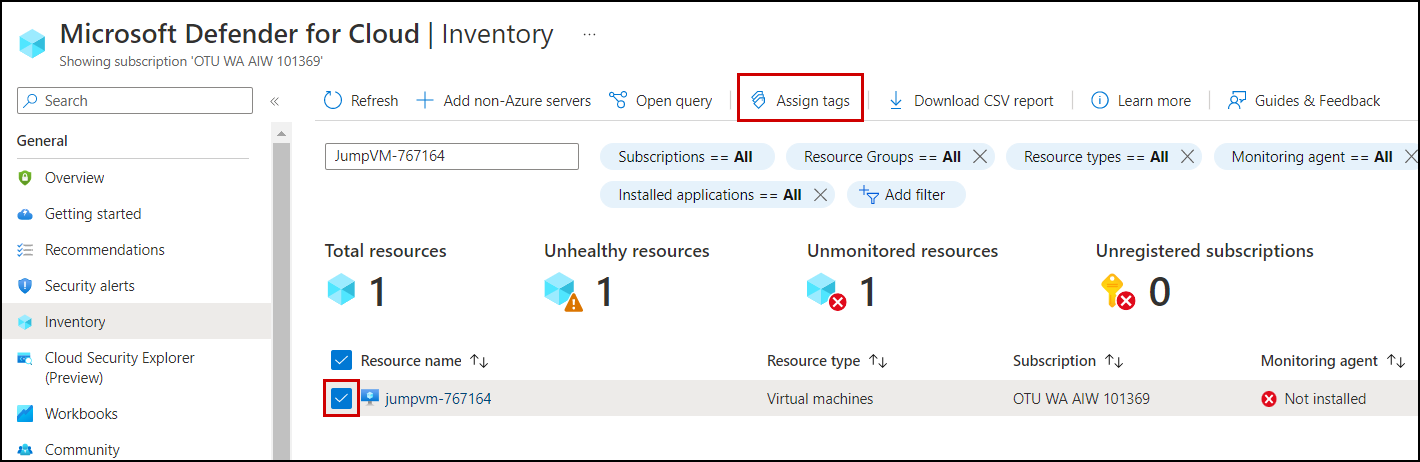 Microsoft Defender for Cloud | Inventory ...
Showing subscription 'OTU WA AIW 101369'
Search «
Refresh Add non-Azure servers Open query Assign tags Download CSV report Learn more Guides & Feedback
General
Overview
Getting started
Recommendations
Security alerts
Inventory
Cloud Security Explorer
(Preview)
Workbooks
Community
JumpVM-767164
Subscriptions == All Resource Groups == All Resource types == All Monitoring agent == All
Installed applications == All Add filter
Total resources Unhealthy resources Unmonitored resources Unregistered subscriptions
1 1 1 0
Resource name Resource type Subscription Monitoring agent
jumpvm-767164 Virtual machines OTU WA AIW 101369 Not installed